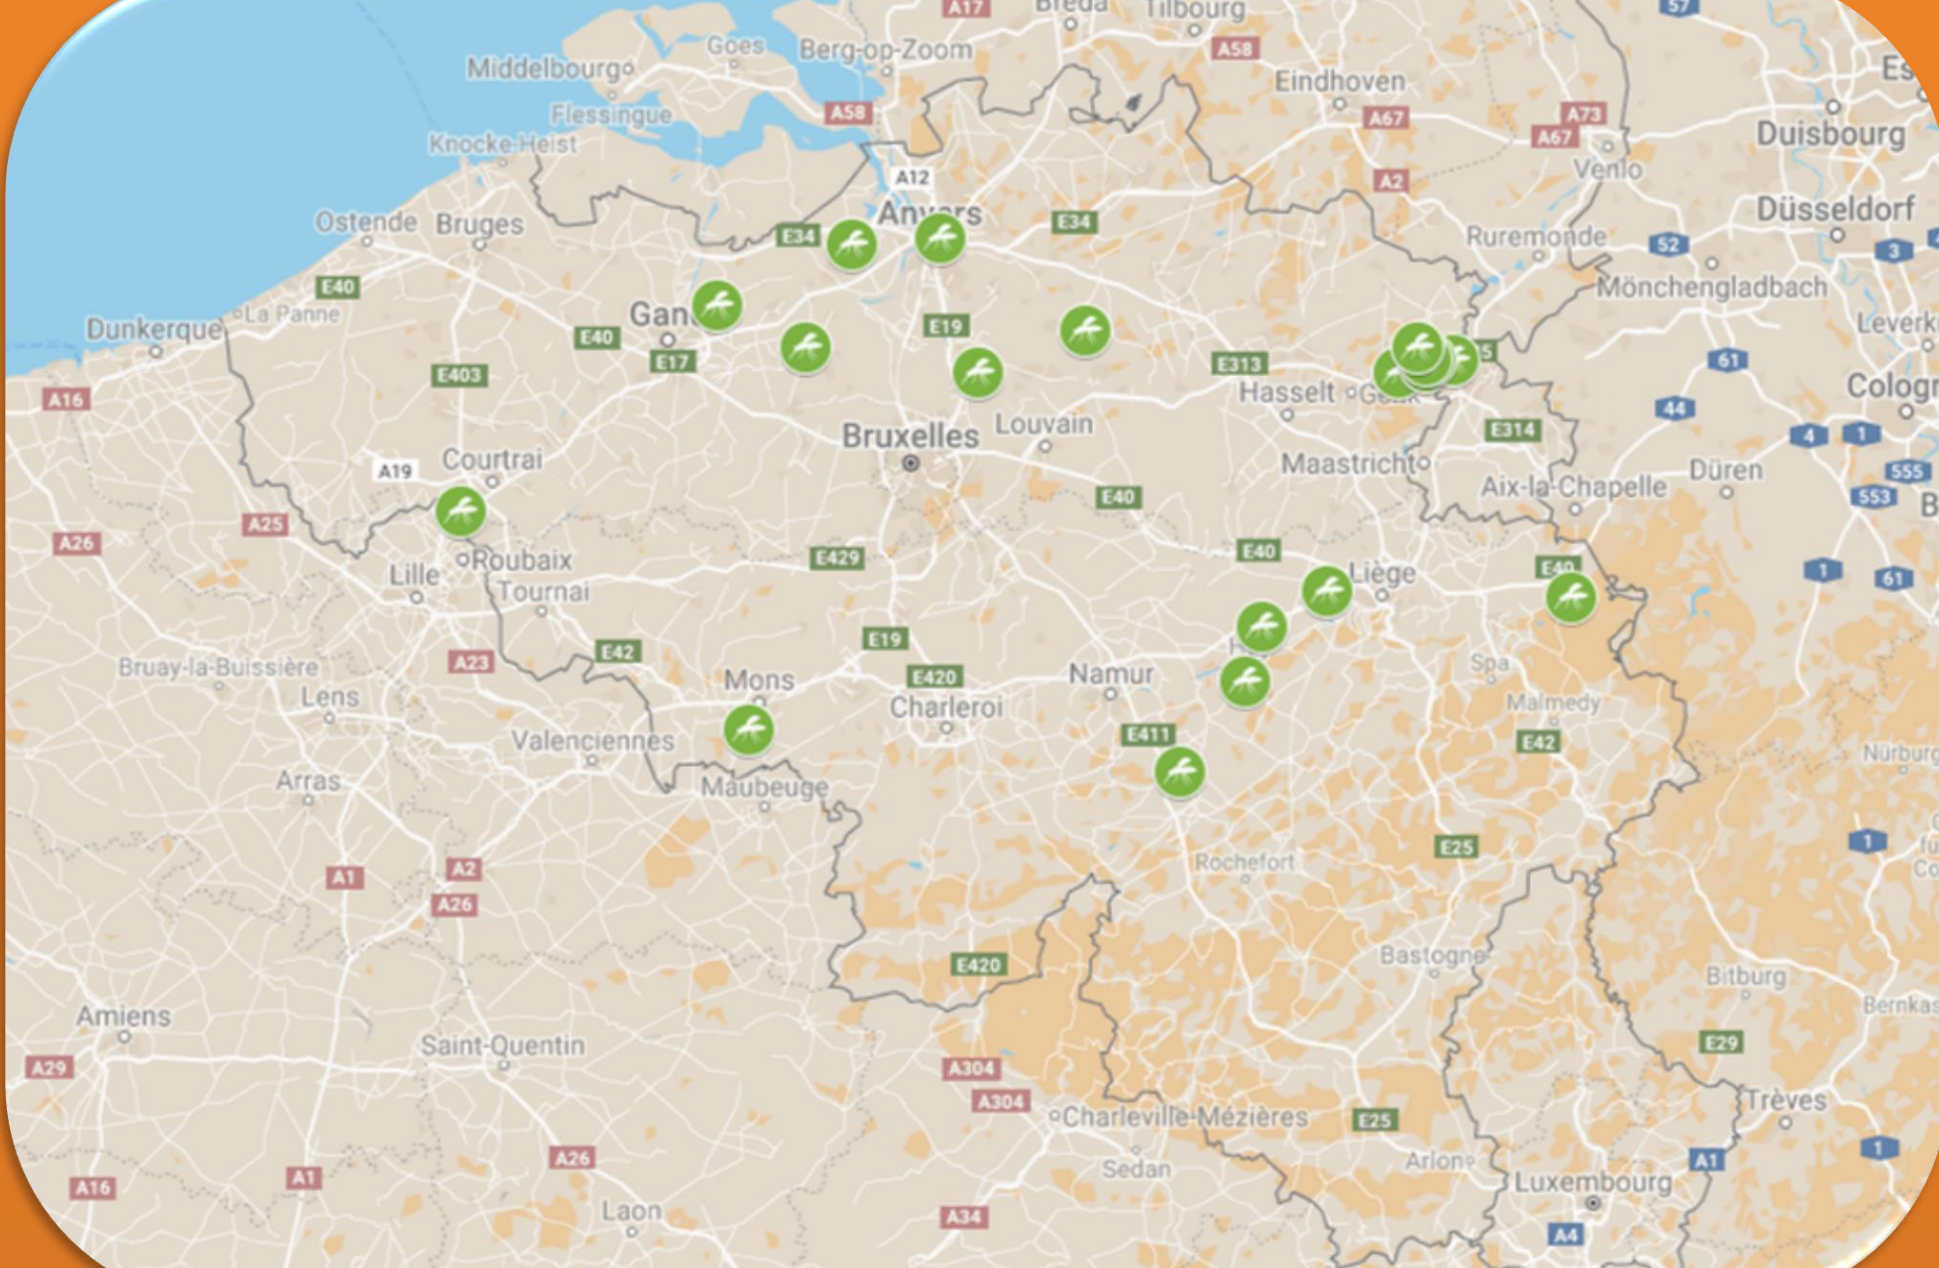 57
A17
Breda
Tilbourg
A58
Goes
Berg-op-Zoom
Middelbourg
Eindhoven
A58
Flessingue
A67
A73
A67
Duisbourg
Knocke-Heist
Venlo
A12
A2
Anvers
Düsseldorf
Ostende
Bruges
E34
E34
Ruremonde
52
3
E40
La Panne
Mönchengladbach
Dunkerque
Gan
E40
E19
E17
E313
5
61
E403
A16
Hasselt
Genk
44
Bruxelles
Louvain
E314
4
1
A19
Courtrai
Maastricht
Aix-la-Chapelle
Düren
555
E40
553
A25
A26
E429
E40
E40
Roubaix
Lille
Liège
1
61
Tournai
E42
E19
A23
Spa
Bruay-la-Buissière
Mons
E420
Namur
Lens
Charleroi
Malmedy
Valenciennes
E411
E42
Arras
Maubeuge
1
E25
Rochefort
A1
A2
A26
Bastogne
E420
Bitburg
Amiens
Saint-Quentin
E29
A29
A304
A304
Trèves
Charleville-Mézières
E25
1
Sedan
Arlon
A1
A26
A1
A16
Luxembourg
Laon
A34
A4